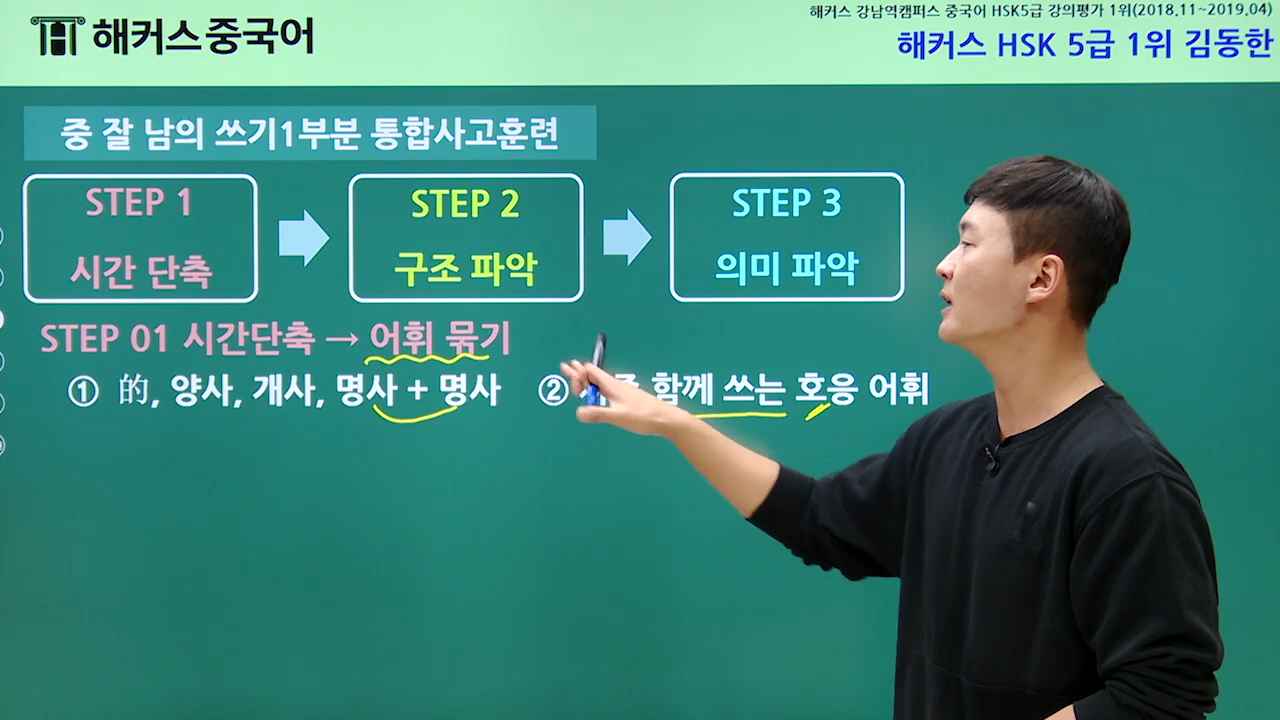 해커스중국어
해커스 강남역캠퍼스 중국어 HSK5급 강의평가 1위(2018.11~2019.04)
해커스 HSK 5급 1위 김동한
중 잘 남의 쓰기1부분 통합사고훈련
STEP 1
시간 단축
STEP 2
구조 파악
STEP 3
의미 파악
STEP 01 시간단축 → 어휘 묶기
① 的, 양사, 개사, 명사 + 명사
② 함께 쓰는 호응 어휘